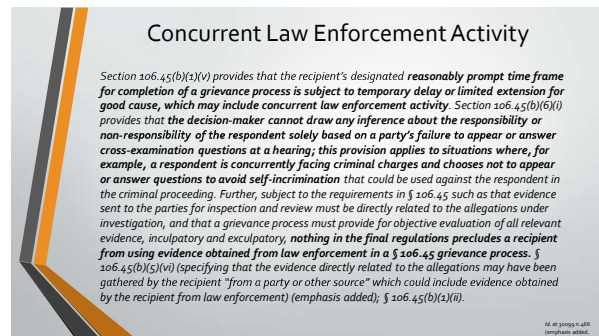 Concurrent Law Enforcement Activity
Section 106.45(b)(1)(v) provides that the recipient's designated reasonably prompt time frame
for completion of a grievance process is subject to temporary delay or limited extension for
good cause, which may include concurrent law enforcement activity. Section 106.45(b)(6)(i)
provides that the decision-maker cannot draw any inference about the responsibility or
non-responsibility of the respondent solely based on a party's failure to appear or answer
cross-examination questions at a hearing; this provision applies to situations where, for
example, a respondent is concurrently facing criminal charges and chooses not to appear
or answer questions to avoid self-incrimination that could be used against the respondent in
the criminal proceeding. Further, subject to the requirements in § 106.45 such as that evidence
sent to the parties for inspection and review must be directly related to the allegations under
investigation, and that a grievance process must provide for objective evaluation of all relevant
evidence, inculpatory and exculpatory, nothing in the final regulations precludes a recipient
from using evidence obtained from law enforcement in a § 106.45 grievance process. §
106.45(b)(5)(vi) (specifying that the evidence directly related to the allegations may have been
gathered by the recipient "from a party or other source" which could include evidence obtained
by the recipient from law enforcement) (emphasis added); § 106.45(b)(1)(ii).
Id. at 30099 n.466
(emphasis added.